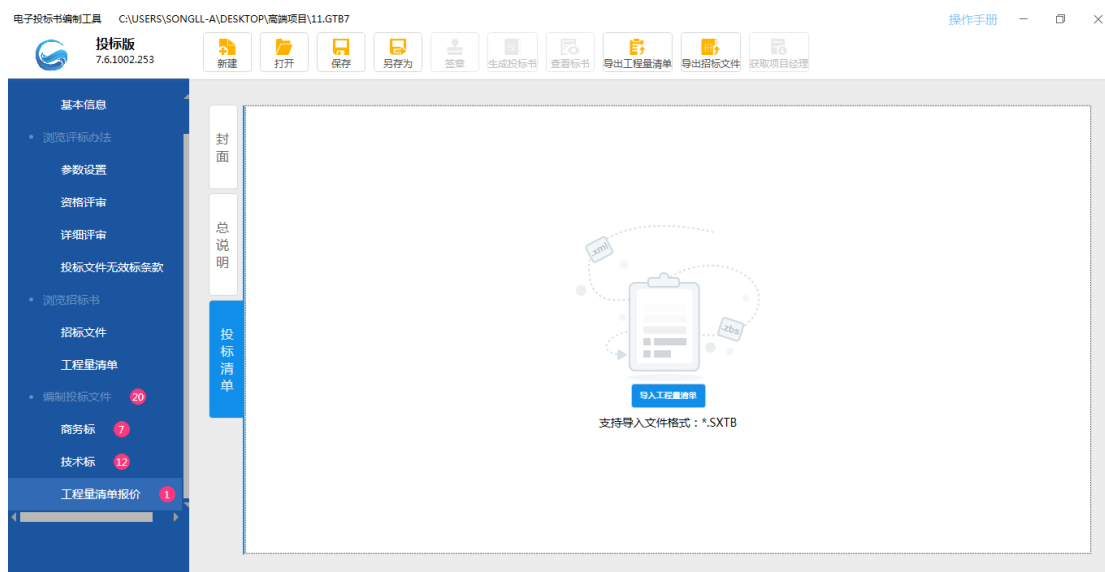 电子投标书编制工具 C:\USERS\SONGLL-A\DESKTOP\高端项目\11.GTB7
操作手册
投标版
7.6.1002.253
新建 打开 保存 另存为 签章 生成投标书 查看标书 导出工程量清单 导出招标文件 获取项目经理
基本信息
浏览评标办法
参数设置
资格评审
详细评审
投标文件无效标条款
浏览招标书
招标文件
工程量清单
编制投标文件 20
商务标 7
技术标 12
工程量清单报价 1
封面
总说明
投标清单
.xml
.zbs
导入工程量清单
支持导入文件格式：*.SXTB